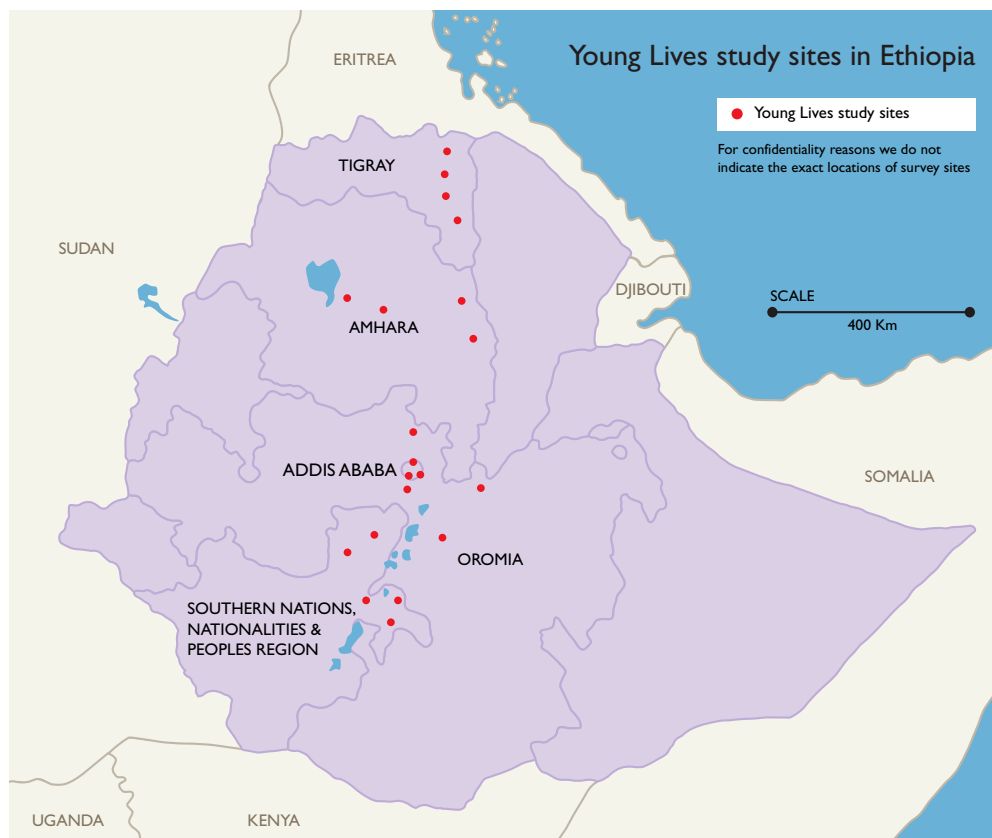 Young Lives study sites in Ethiopia
Young Lives study sites
For confidentiality reasons we do not
indicate the exact locations of survey sites
ERITREA
TIGRAY
SUDAN
DJIBOUTI
SCALE
400 Km
AMHARA
ADDIS ABABA
SOMALIA
OROMIA
SOUTHERN NATIONS,
NATIONALITIES &
PEOPLES REGION
UGANDA
KENYA